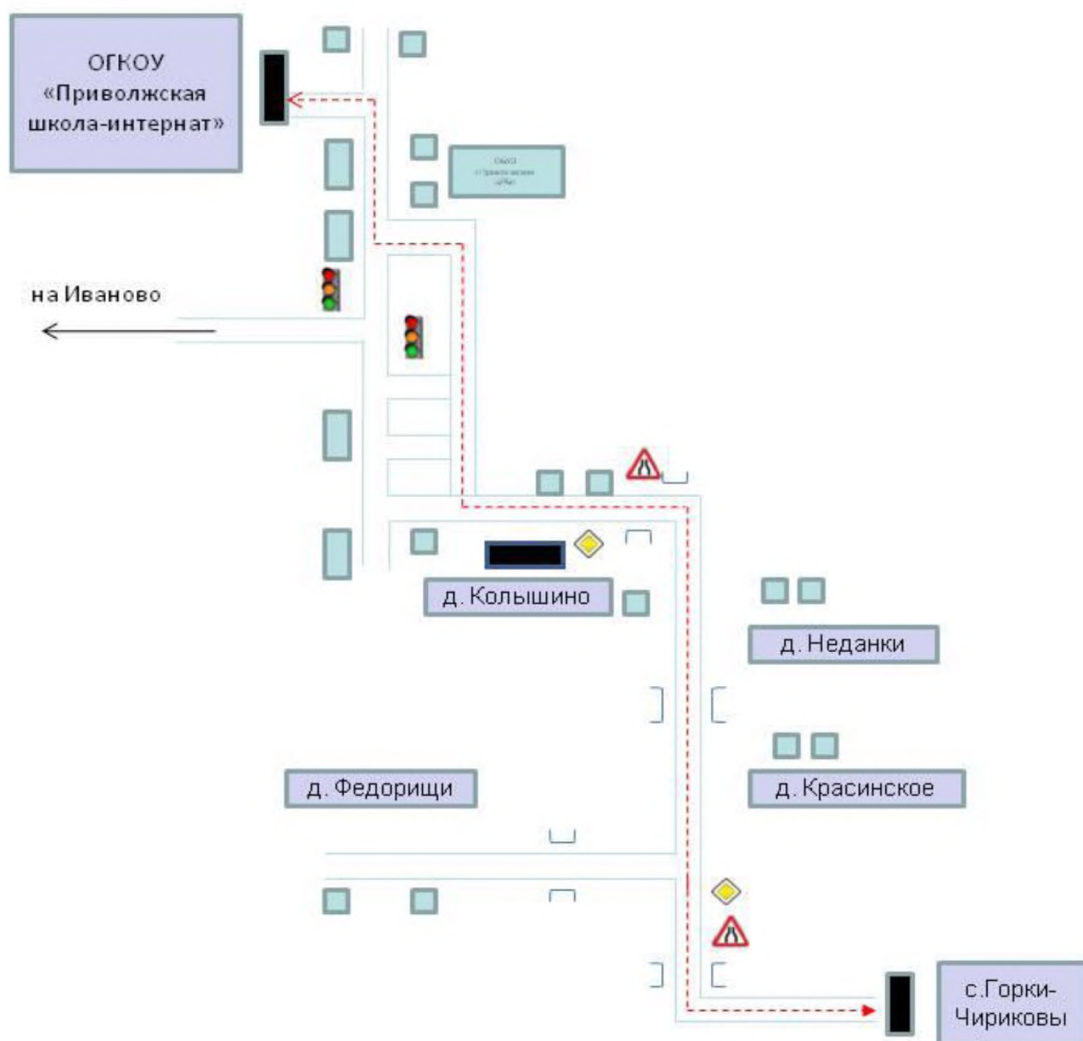 ОГКОУ
«Приволжская
школа-интернат»
на Иваново
д. Колышино
д. Неданки
д. Красинское
д. Федорищи
с.Горки-
Чириковы